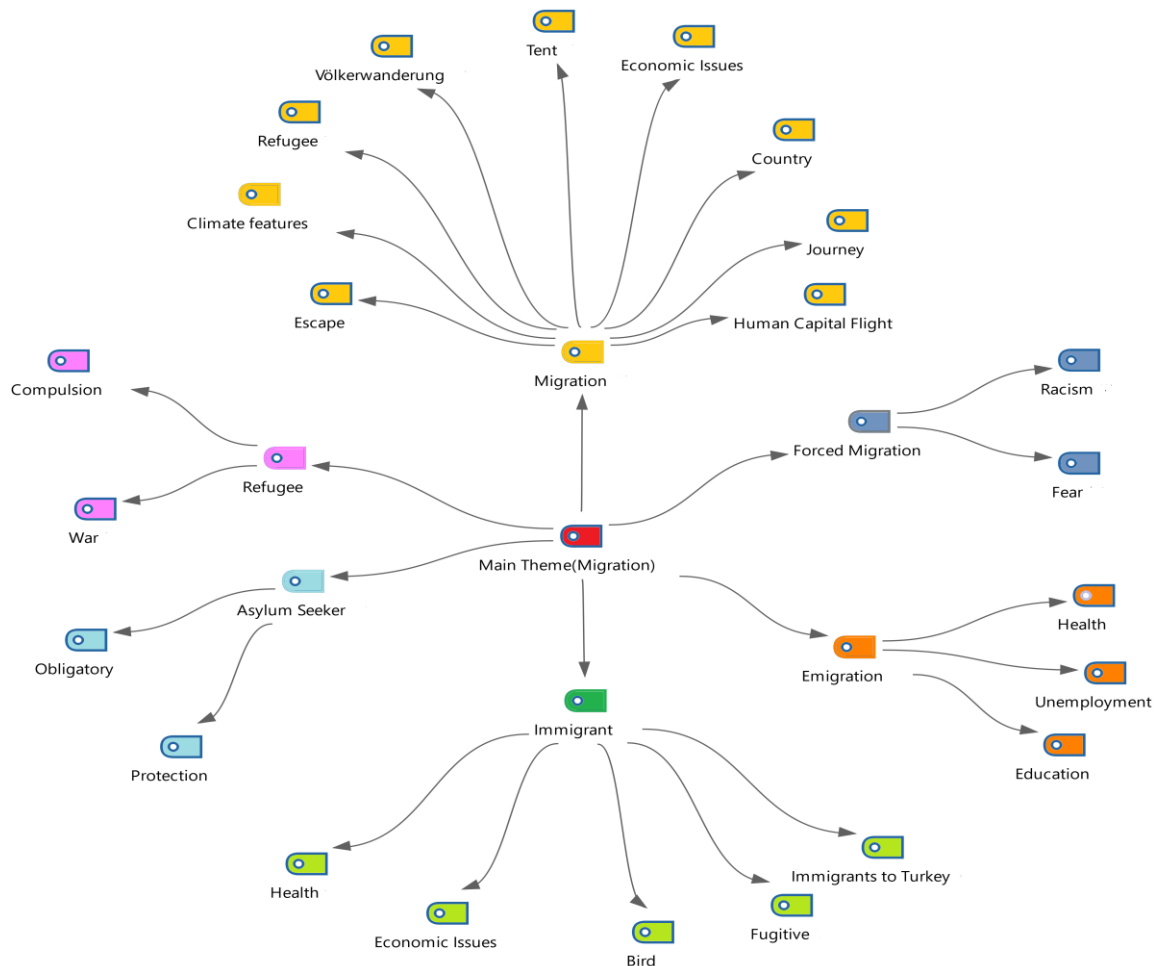 Tent
Economic Issues
Völkerwanderung
Refugee
Country
Climate features
Journey
Escape
Human Capital Flight
Migration
Compulsion
Racism
Forced Migration
Refugee
Fear
War
Main Theme(Migration)
Asylum Seeker
Health
Obligatory
Emigration
Unemployment
Immigrant
Protection
Education
Immigrants to Turkey
Health
Economic Issues
Fugitive
Bird